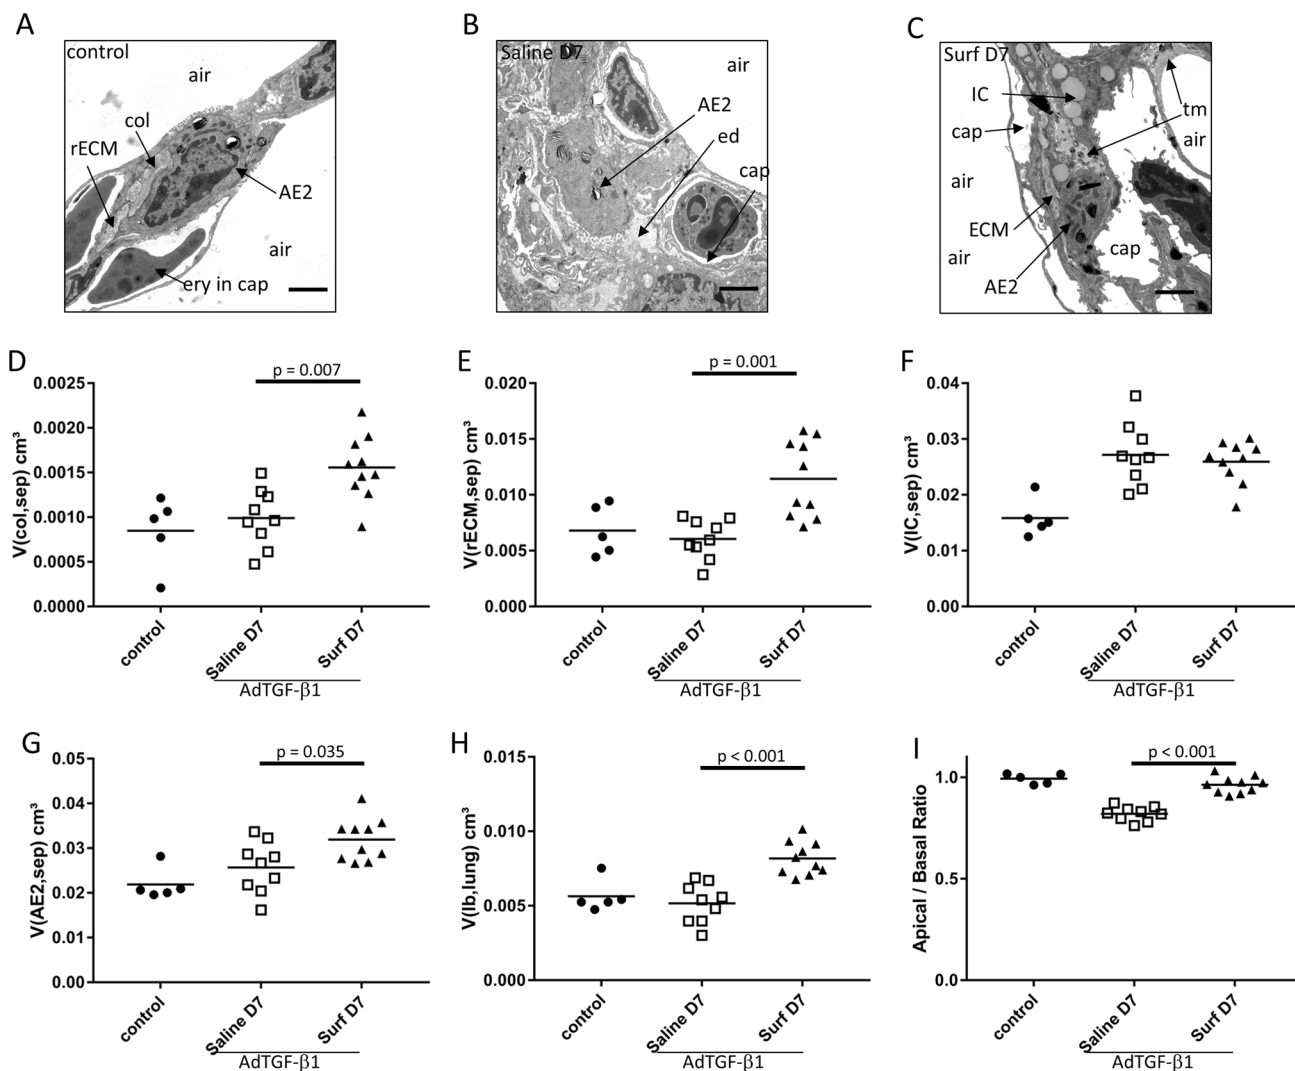 A
control
air
col
rECM
AE2
air
ery in cap
B
Saline D7
air
AE2
ed
cap
C
Surf D7
IC
tm
cap
air
air
ECM
air
cap
AE2
D
p = 0.007
V(col,sep) cm³
0.0025
0.0020
0.0015
0.0010
0.0005
0.0000
control
Saline D7
Surf D7
AdTGF-β1
E
p = 0.001
V(rECM,sep) cm³
0.020
0.015
0.010
0.005
0.000
control
Saline D7
Surf D7
AdTGF-β1
F
V(IC,sep) cm³
0.04
0.03
0.02
0.01
0.00
control
Saline D7
Surf D7
AdTGF-β1
G
p = 0.035
V(AE2,sep) cm³
0.05
0.04
0.03
0.02
0.01
0.00
control
Saline D7
Surf D7
AdTGF-β1
H
p < 0.001
V(lb,lung) cm³
0.015
0.010
0.005
0.000
control
Saline D7
Surf D7
AdTGF-β1
I
p < 0.001
Apical / Basal Ratio
1.0
0.5
0.0
control
Saline D7
Surf D7
AdTGF-β1